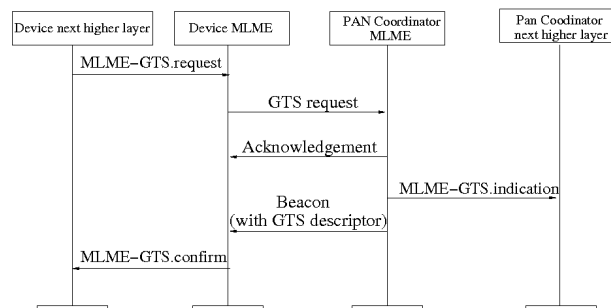 Device next higher layer
Device MLME
PAN Coordinator
MLME
Pan Coodinator
next higher layer
MLME-GTS.request
GTS request
Acknowledgement
MLME-GTS.indication
Beacon
(with GTS descriptor)
MLME-GTS.confirm